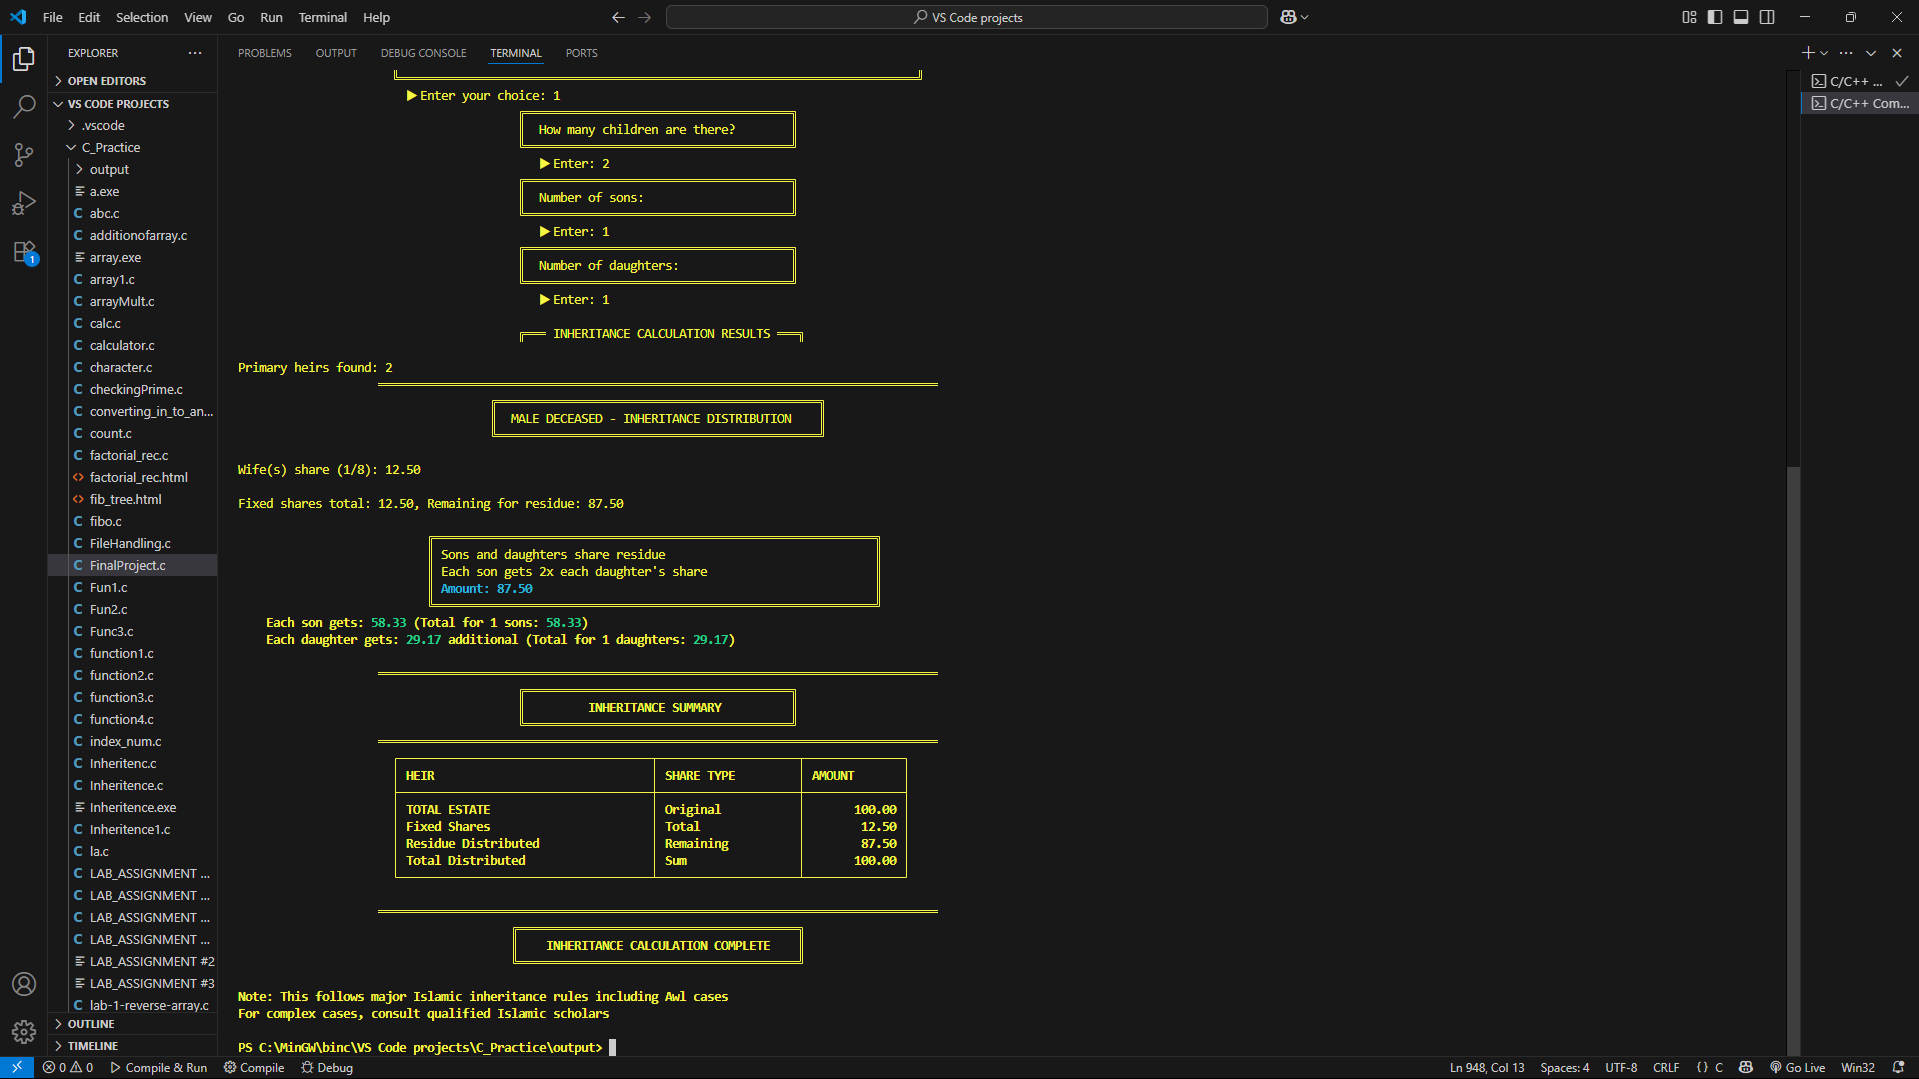 File Edit Selection View Go Run Terminal Help
VS Code projects
EXPLORER
OPEN EDITORS
VS CODE PROJECTS
.vscode
C_Practice
output
a.exe
C abc.c
C additionofarray.c
array.exe
C array1.c
C arrayMult.c
C calc.c
C calculator.c
C character.c
C checkingPrime.c
C converting_in_to_an...
C count.c
C factorial_rec.c
factorial_rec.html
fib_tree.html
C fibo.c
C FileHandling.c
C FinalProject.c
C Fun1.c
C Fun2.c
C Func3.c
C function1.c
C function2.c
C function3.c
C function4.c
C index_num.c
C Inheritenc.c
C Inheritence.c
Inheritence.exe
C Inheritence1.c
C la.c
C LAB_ASSIGNMENT ...
C LAB_ASSIGNMENT ...
C LAB_ASSIGNMENT ...
C LAB_ASSIGNMENT ...
LAB_ASSIGNMENT #2
LAB_ASSIGNMENT #3
C lab-1-reverse-array.c
OUTLINE
TIMELINE
1
PROBLEMS OUTPUT DEBUG CONSOLE TERMINAL PORTS
Enter your choice: 1
How many children are there?
Enter: 2
Number of sons:
Enter: 1
Number of daughters:
Enter: 1
INHERITANCE CALCULATION RESULTS
Primary heirs found: 2
MALE DECEASED - INHERITANCE DISTRIBUTION
Wife(s) share (1/8): 12.50
Fixed shares total: 12.50, Remaining for residue: 87.50
Sons and daughters share residue
Each son gets 2x each daughter's share
Amount: 87.50
Each son gets: 58.33 (Total for 1 sons: 58.33)
Each daughter gets: 29.17 additional (Total for 1 daughters: 29.17)
INHERITANCE SUMMARY
HEIR SHARE TYPE AMOUNT
TOTAL ESTATE Original 100.00
Fixed Shares Total 12.50
Residue Distributed Remaining 87.50
Total Distributed Sum 100.00
INHERITANCE CALCULATION COMPLETE
Note: This follows major Islamic inheritance rules including Awl cases
For complex cases, consult qualified Islamic scholars
PS C:\MinGW\binc\VS Code projects\C_Practice\output>
C/C++ ...
C/C++ Com...
0 0 Compile & Run Compile Debug
Ln 948, Col 13 Spaces: 4 UTF-8 CRLF {} C Go Live Win32